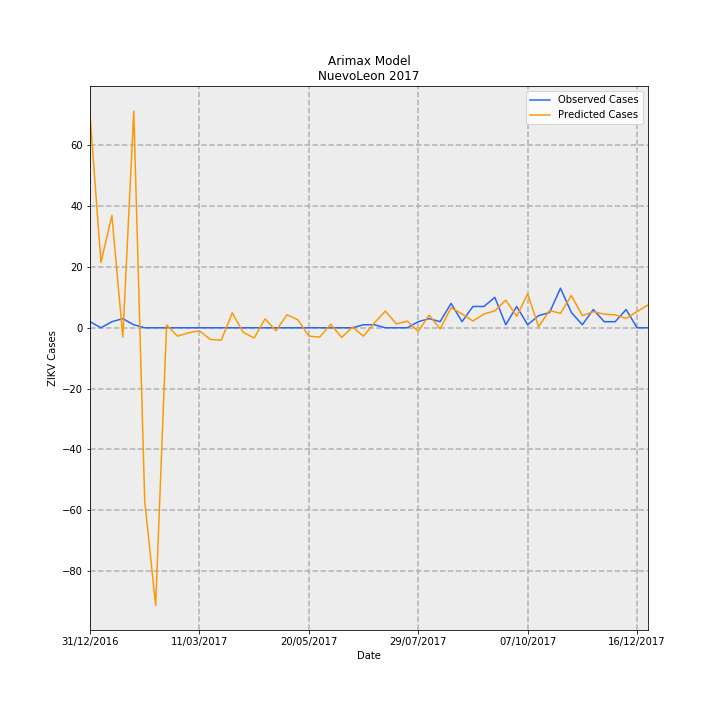 Arimax Model
NuevoLeon 2017
Observed Cases
Predicted Cases
ZIKV Cases
60
40
20
0
−20
−40
−60
−80
31/12/2016 11/03/2017 20/05/2017 29/07/2017 07/10/2017 16/12/2017
Date